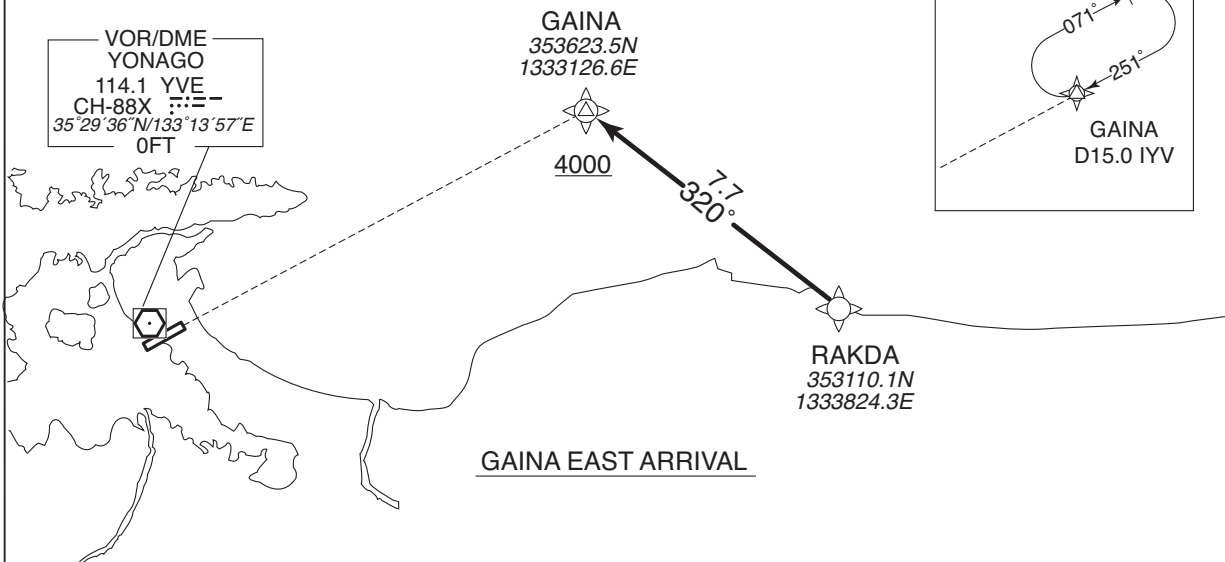 VOR/DME
YONAGO
114.1 YVE
CH-88X
35°29′36″N/133°13′57″E
0FT
GAINA
353623.5N
1333126.6E
4000
7.7
320°
RAKDA
353110.1N
1333824.3E
GAINA EAST ARRIVAL
071°
251°
GAINA
D15.0 IYV